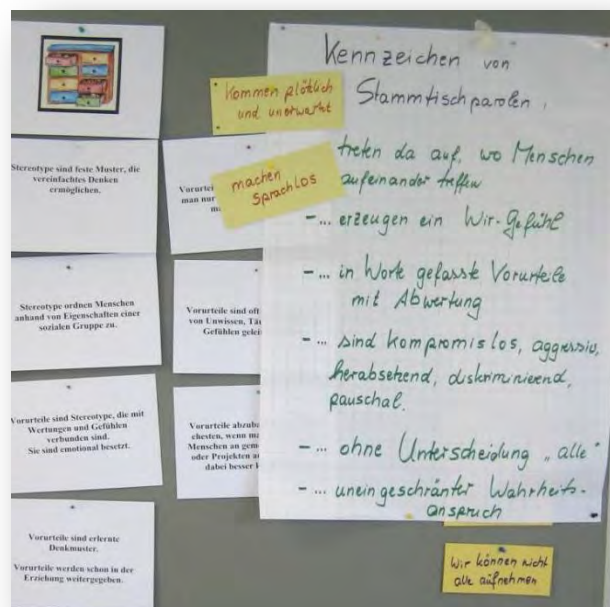 Stereotype sind feste Muster, die
vereinfachtes Denken
ermöglichen.
Stereotype ordnen Menschen
anhand von Eigenschaften einer
sozialen Gruppe zu.
Vorurteile sind Stereotype, die mit
Wertungen und Gefühlen
verbunden sind.
Sie sind emotional besetzt.
Vorurteile sind erlernte
Denkmuster.
Vorurteile werden schon in der
Erziehung weitergegeben.
man nur
Vorurteile sind oft
von Unwissen,
Gefühlen
Vorurteile
wenn
Menschen an
oder Projekten
dabei besser
Kommen plötzlich
und unerwartet
machen
Sprachlos
Kennzeichen von
Stammtischparolen
treten da auf, wo Menschen
aufeinander treffen
- ... erzeugen ein Wir-Gefühl
- ... in Worte gefasste Vorurteile
mit Abwertung
- ... sind kompromislos, aggressiv,
herabsehend, diskriminierend,
pauschal.
- ... ohne Unterscheidung „alle"
- ... uneingeschränter Wahrheits-
anspruch
Wir können nicht
alle aufnehmen